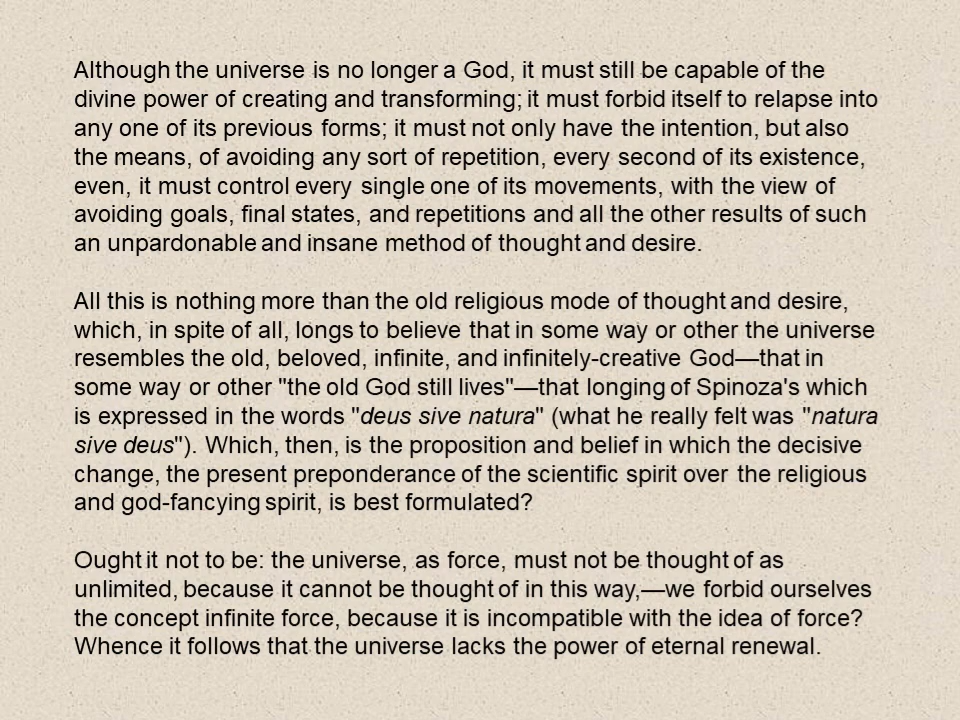 Although the universe is no longer a God, it must still be capable of the
divine power of creating and transforming; it must forbid itself to relapse into
any one of its previous forms; it must not only have the intention, but also
the means, of avoiding any sort of repetition, every second of its existence,
even, it must control every single one of its movements, with the view of
avoiding goals, final states, and repetitions and all the other results of such
an unpardonable and insane method of thought and desire.

All this is nothing more than the old religious mode of thought and desire,
which, in spite of all, longs to believe that in some way or other the universe
resembles the old, beloved, infinite, and infinitely-creative God—that in
some way or other "the old God still lives"—that longing of Spinoza's which
is expressed in the words "deus sive natura" (what he really felt was "natura
sive deus"). Which, then, is the proposition and belief in which the decisive
change, the present preponderance of the scientific spirit over the religious
and god-fancying spirit, is best formulated?

Ought it not to be: the universe, as force, must not be thought of as
unlimited, because it cannot be thought of in this way,—we forbid ourselves
the concept infinite force, because it is incompatible with the idea of force?
Whence it follows that the universe lacks the power of eternal renewal.